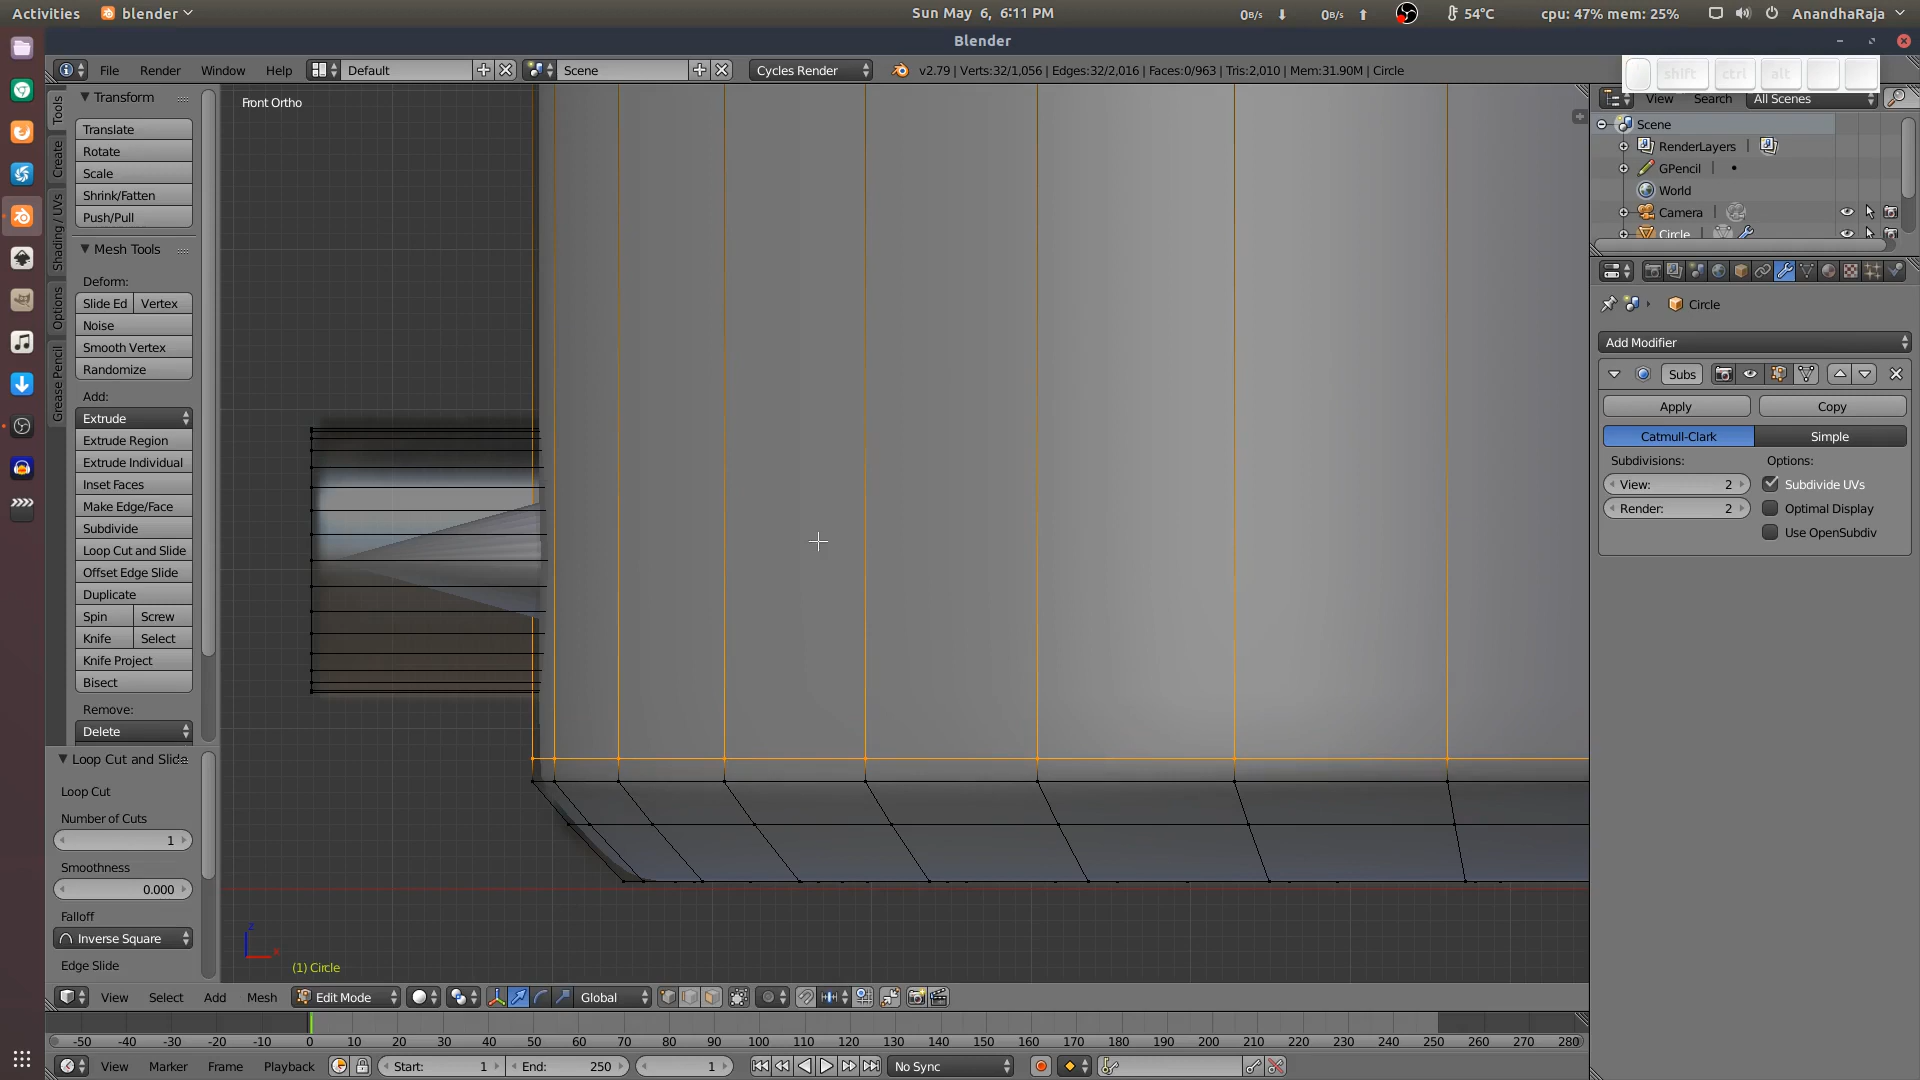 Activities
blender
Sun May 6, 6:11 PM
0B/s
0B/s
54°C
cpu: 47% mem: 25%
AnandhaRaja
Blender
File
Render
Window
Help
Default
Scene
Cycles Render
v2.79 | Verts:32/1,056 | Edges:32/2,016 | Faces:0/963 | Tris:2,010 | Mem:31.90M | Circle
shift
ctrl
alt
Front Ortho
Tools
Create
Shading / UVs
Options
Grease Pencil
Transform
Translate
Rotate
Scale
Shrink/Fatten
Push/Pull
Mesh Tools
Deform:
Slide Ed
Vertex
Noise
Smooth Vertex
Randomize
Add:
Extrude
Extrude Region
Extrude Individual
Inset Faces
Make Edge/Face
Subdivide
Loop Cut and Slide
Offset Edge Slide
Duplicate
Spin
Screw
Knife
Select
Knife Project
Bisect
Remove:
Delete
Loop Cut and Slide
Loop Cut
Number of Cuts
1
Smoothness
0.000
Falloff
Inverse Square
Edge Slide
z
x
(1) Circle
View
Select
Add
Mesh
Edit Mode
Global
-50 -40 -30 -20 -10 0 10 20 30 40 50 60 70 80 90 100 110 120 130 140 150 160 170 180 190 200 210 220 230 240 250 260 270 280
View
Marker
Frame
Playback
Start: 1
End: 250
1
No Sync
View
Search
All Scenes
Scene
RenderLayers
GPencil
World
Camera
Circle
Circle
Add Modifier
Subs
Apply
Copy
Catmull-Clark
Simple
Subdivisions:
Options:
View: 2
Subdivide UVs
Render: 2
Optimal Display
Use OpenSubdiv